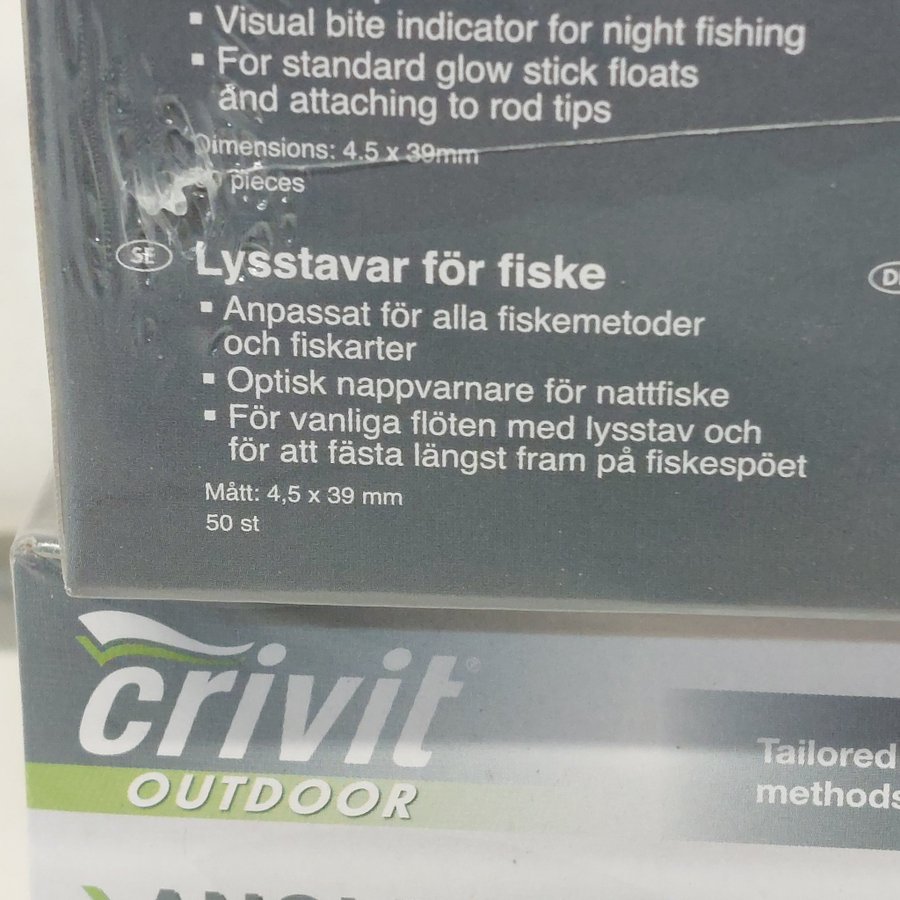 ▪ Visual bite indicator for night fishing
▪ For standard glow stick floats
and attaching to rod tips
Dimensions: 4.5 x 39mm
pieces
SE Lysstavar för fiske
▪ Anpassat för alla fiskemetoder
och fiskarter
▪ Optisk nappvarnare för nattfiske
▪ För vanliga flöten med lysstav och
för att fästa längst fram på fiskespöet
Mått: 4,5 x 39 mm
50 st
crivit®
OUTDOOR
Tailored
methods